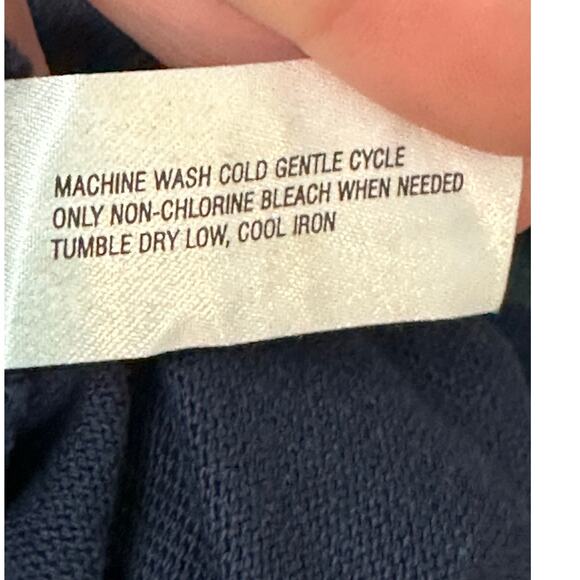 MACHINE WASH COLD GENTLE CYCLE
ONLY NON-CHLORINE BLEACH WHEN NEEDED
TUMBLE DRY LOW, COOL IRON